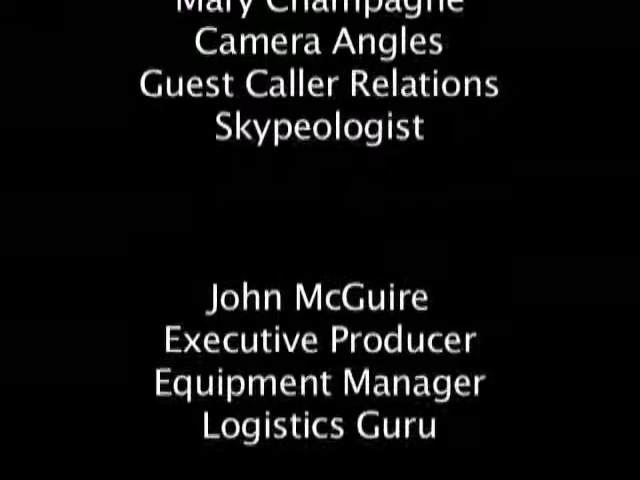 Mary Champagne
Camera Angles
Guest Caller Relations
Skypeologist
John McGuire
Executive Producer
Equipment Manager
Logistics Guru